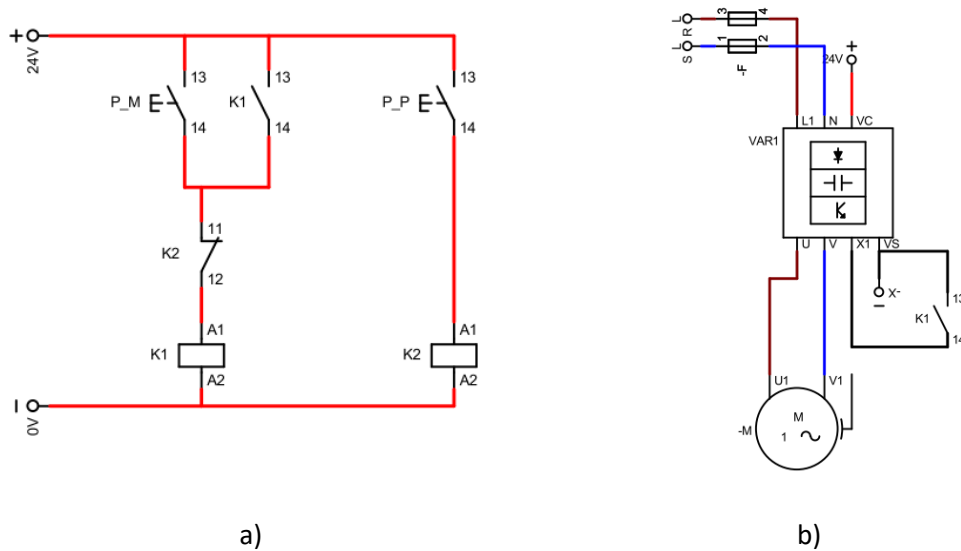 +
24V
13
P_M
14
13
K1
14
13
P_P
14
11
K2
12
A1
K1
A2
A1
K2
A2
−
0V
a)
L
R
3
4
L
S
1
2
-F
+
24V
L1
N
VC
VAR1
U
V
X1
VS
X-
−
13
K1
14
U1
V1
-M
M
1
b)